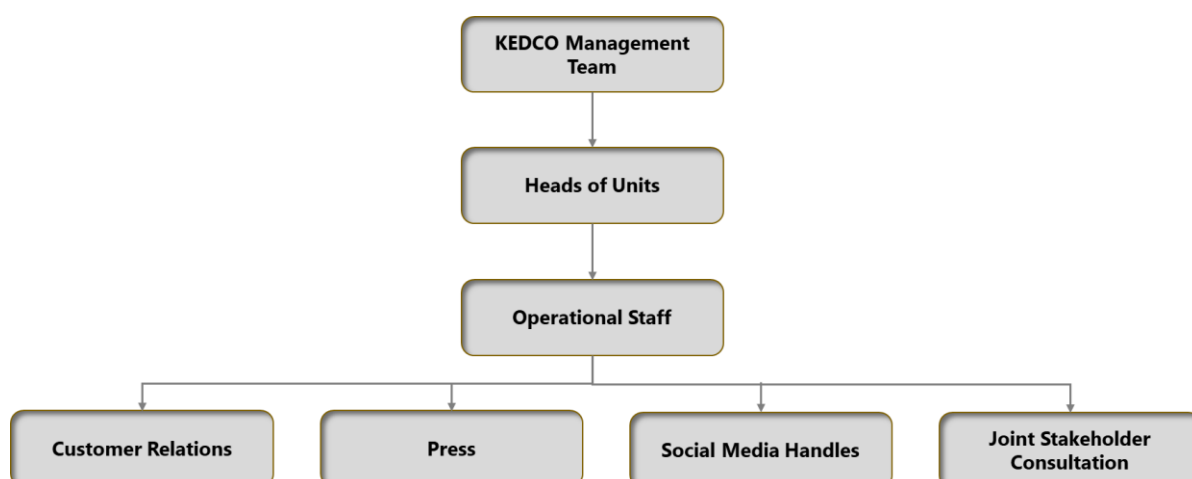 KEDCO Management
Team
Heads of Units
Operational Staff
Customer Relations
Press
Social Media Handles
Joint Stakeholder
Consultation